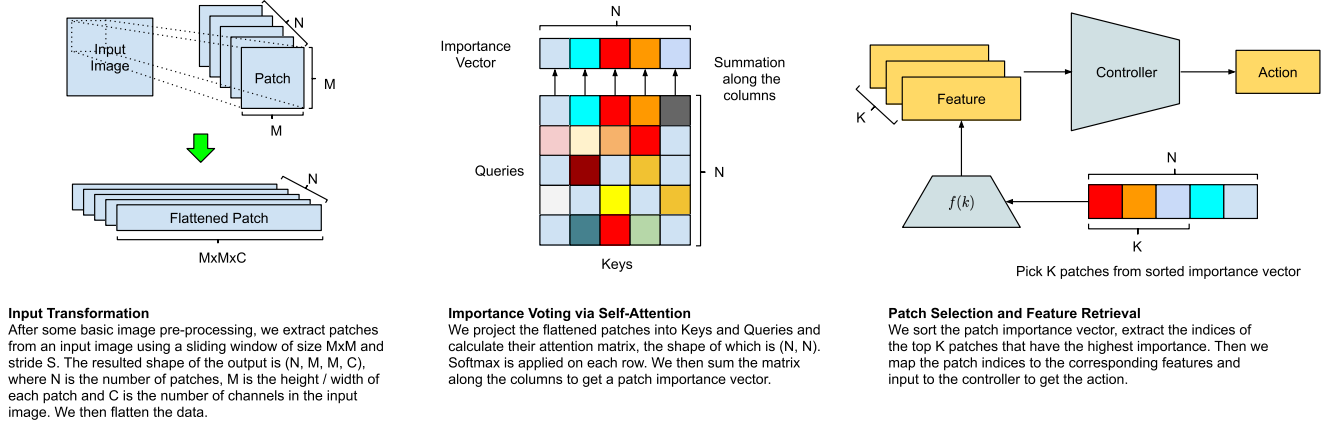 Input
Image
N
Patch
M
M
N
Flattened Patch
MxMxC
Input Transformation
After some basic image pre-processing, we extract patches
from an input image using a sliding window of size MxM and
stride S. The resulted shape of the output is (N, M, M, C),
where N is the number of patches, M is the height / width of
each patch and C is the number of channels in the input
image. We then flatten the data.
N
Importance
Vector
Summation
along the
columns
Queries
N
Keys
Importance Voting via Self-Attention
We project the flattened patches into Keys and Queries and
calculate their attention matrix, the shape of which is (N, N).
Softmax is applied on each row. We then sum the matrix
along the columns to get a patch importance vector.
Feature
K
Controller
Action
f(k)
N
K
Pick K patches from sorted importance vector
Patch Selection and Feature Retrieval
We sort the patch importance vector, extract the indices of
the top K patches that have the highest importance. Then we
map the patch indices to the corresponding features and
input to the controller to get the action.